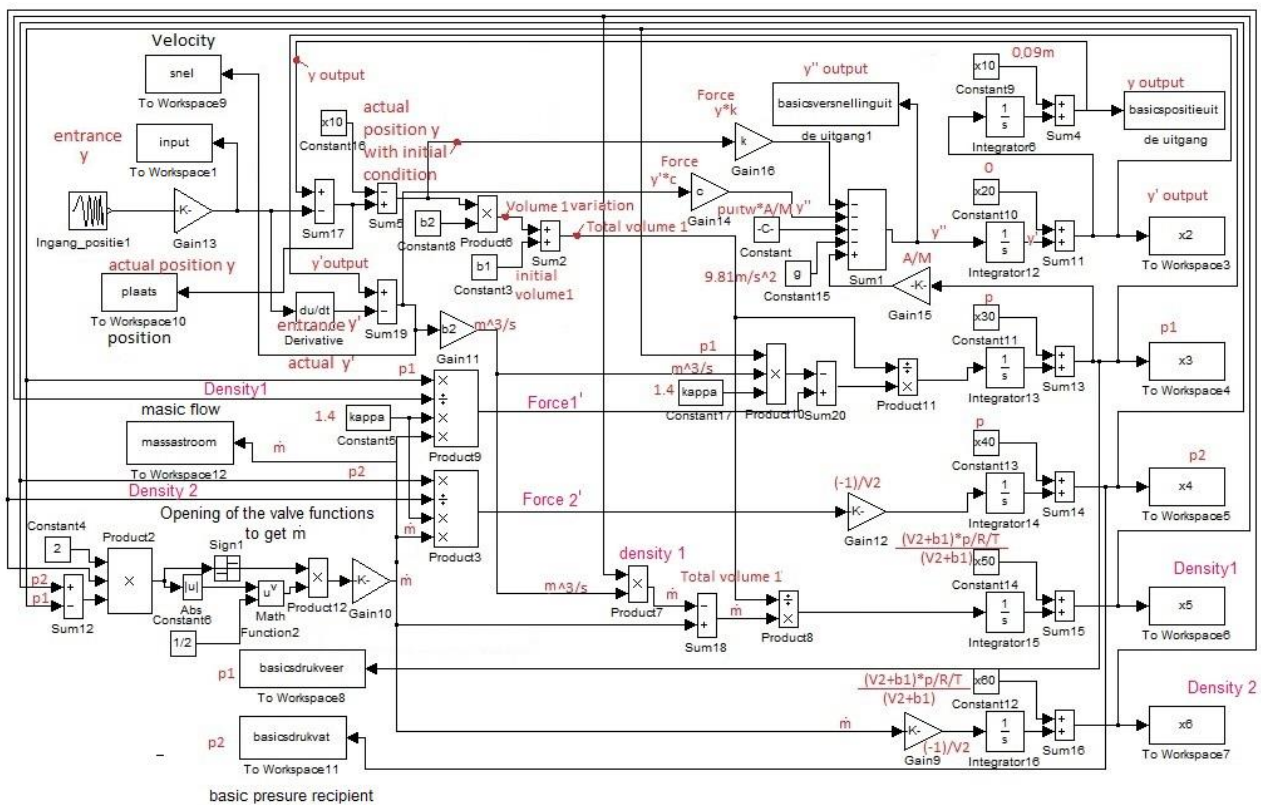 Velocity
snel
To Workspace9
y output
entrance
y
input
To Workspace1
Ingang_positie1
-K-
Gain13
actual position y
plaats
To Workspace10
position
x10
Constant16
actual
position y
with initial
condition
+
−
Sum17
−
+
Sum5
y'output
+
−
Sum19
du/dt
Derivative
entrance y'
actual y'
b2
Constant8
×
Product6
Volume 1 variation
b1
Constant3
initial
volume1
+
+
Sum2
Total volume 1
b2
Gain11
m^3/s
Force
y*k
k
Gain16
Force
y'*c
c
Gain14
y'' output
basicsversnellinguit
de uitgang1
puitw*A/M
y''
-C-
Constant
9.81m/s^2
g
Constant15
Sum1
A/M
-K-
Gain15
0,09m
x10
Constant9
1
s
Integrator6
+
+
Sum4
y output
basicspositieuit
de uitgang
0
x20
Constant10
y''
1
s
Integrator12
y'
+
+
Sum11
y' output
x2
To Workspace3
p
x30
Constant11
1
s
Integrator13
+
+
Sum13
p1
x3
To Workspace4
p1
m^3/s
1.4
kappa
Constant17
×
Product10
−
+
Sum20
÷
×
Product11
p1
Density1
1.4
kappa
Constant5
×
÷
×
×
Product9
Force1'
masic flow
massastroom
To Workspace12
ṁ
p2
Density 2
ṁ
×
÷
×
×
Product3
Force 2'
(-1)/V2
-K-
Gain12
p
x40
Constant13
1
s
Integrator14
+
+
Sum14
p2
x4
To Workspace5
Opening of the valve functions
to get ṁ
Constant4
2
p2
p1
+
−
Sum12
Product2
×
Sign1
|u|
Abs
Constant6
1/2
u^v
Math
Function2
×
Product12
-K-
Gain10
ṁ
density 1
m^3/s
×
Product7
ṁ
−
+
Sum18
Total volume 1
ṁ
÷
×
Product8
(V2+b1)*p/R/T
(V2+b1)
x50
Constant14
1
s
Integrator15
+
+
Sum15
Density1
x5
To Workspace6
p1
basicsdrukveer
To Workspace8
p2
basicsdrukvat
To Workspace11
basic presure recipient
ṁ
-K-
Gain9
(-1)/V2
(V2+b1)*p/R/T
(V2+b1)
x60
Constant12
1
s
Integrator16
+
+
Sum16
Density 2
x6
To Workspace7